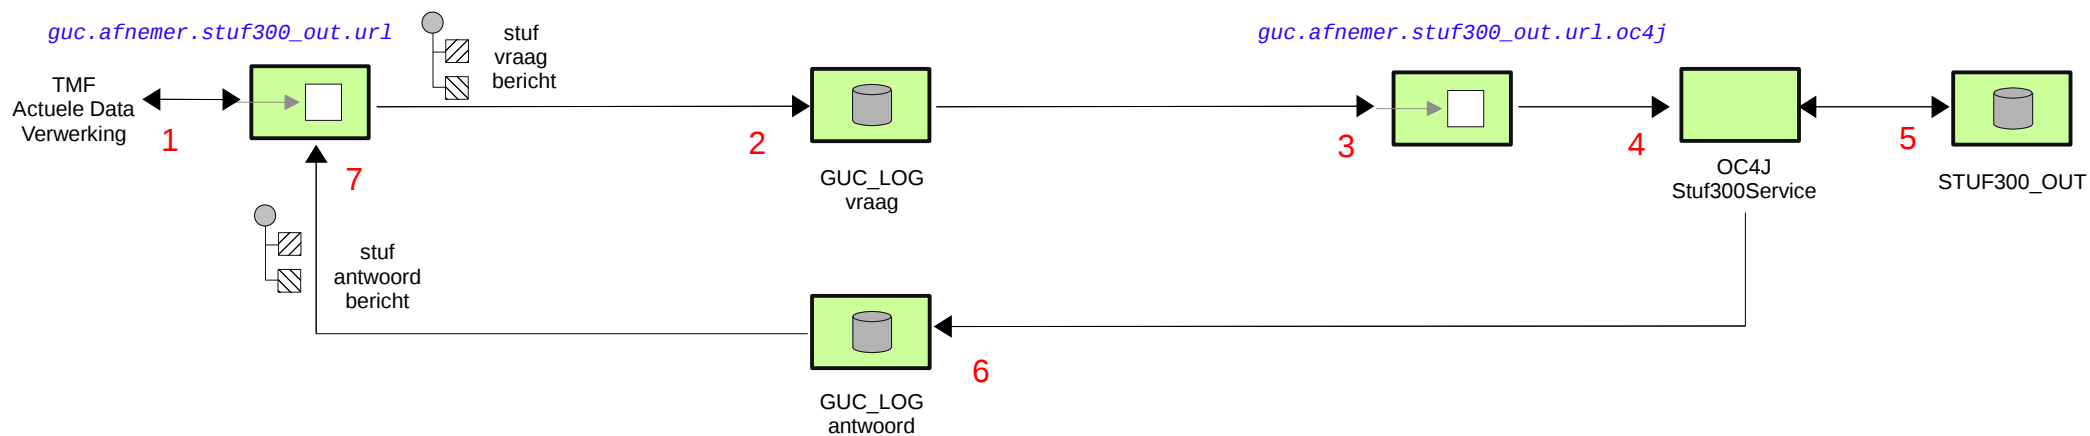 guc.afnemer.stuf300_out.url
stuf
vraag
bericht
guc.afnemer.stuf300_out.url.oc4j
TMF
Actuele Data
Verwerking
1
2
3
4
5
7
GUC_LOG
vraag
OC4J
Stuf300Service
STUF300_OUT
stuf
antwoord
bericht
6
GUC_LOG
antwoord